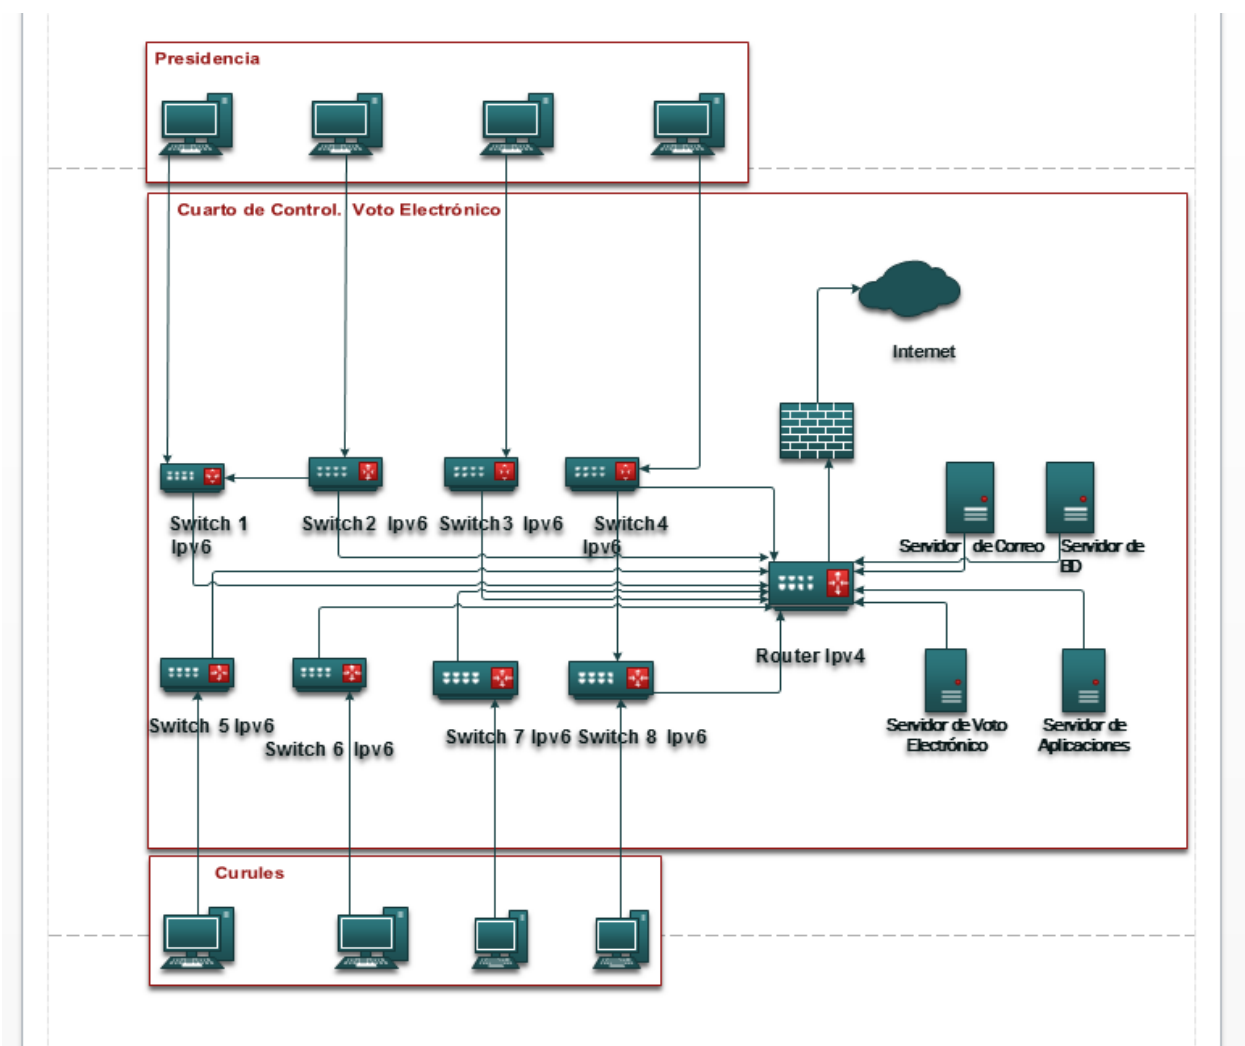 Presidencia
Cuarto de Control.  Voto Electrónico
Internet
Switch 1
Ipv6
Switch2  Ipv6
Switch3  Ipv6
Switch4
Ipv6
Servidor  de Correo
Servidor de
BD
Router Ipv4
Switch 5 Ipv6
Switch 6  Ipv6
Switch 7 Ipv6
Switch 8  Ipv6
Servidor de Voto
Electrónico
Servidor de
Aplicaciones
Curules